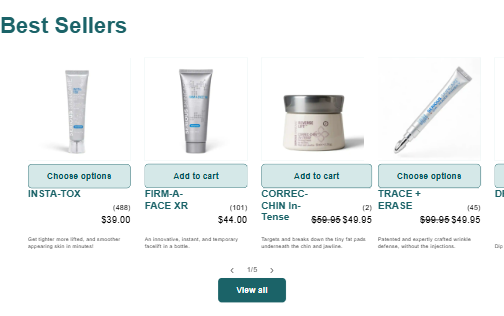 Best Sellers
Choose options
Add to cart
Add to cart
Choose options
INSTA-TOX
(488)
$39.00
Get tighter more lifted, and smoother
appearing skin in minutes!
FIRM-A-
FACE XR
(101)
$44.00
An innovative, instant, and temporary
facelift in a bottle.
CORREC-
CHIN In-
Tense
(2)
$59.95 $49.95
Targets and breaks down the tiny fat pads
underneath the chin and jawline.
TRACE +
ERASE
(45)
$99.95 $49.95
Patented and expertly crafted wrinkle
defense, without the injections.
Dip
‹ 1/5 ›
View all